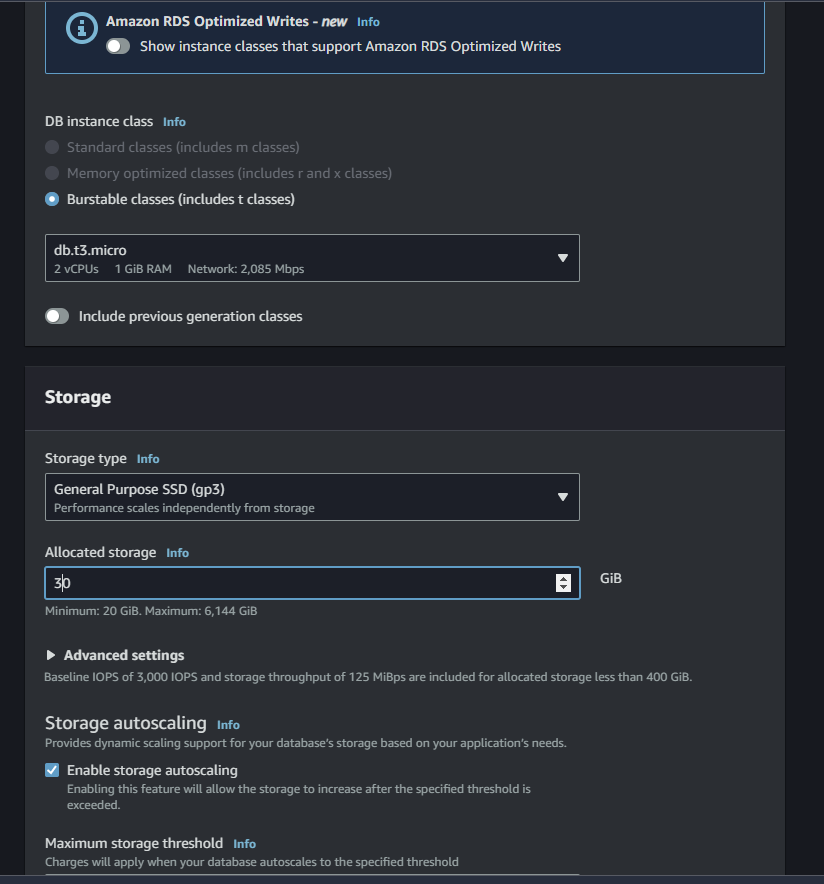 Amazon RDS Optimized Writes - new Info
Show instance classes that support Amazon RDS Optimized Writes
DB instance class Info
Standard classes (includes m classes)
Memory optimized classes (includes r and x classes)
Burstable classes (includes t classes)
db.t3.micro
2 vCPUs 1 GiB RAM Network: 2,085 Mbps
Include previous generation classes
Storage
Storage type Info
General Purpose SSD (gp3)
Performance scales independently from storage
Allocated storage Info
30
GiB
Minimum: 20 GiB. Maximum: 6,144 GiB
Advanced settings
Baseline IOPS of 3,000 IOPS and storage throughput of 125 MiBps are included for allocated storage less than 400 GiB.
Storage autoscaling Info
Provides dynamic scaling support for your database's storage based on your application's needs.
Enable storage autoscaling
Enabling this feature will allow the storage to increase after the specified threshold is
exceeded.
Maximum storage threshold Info
Charges will apply when your database autoscales to the specified threshold